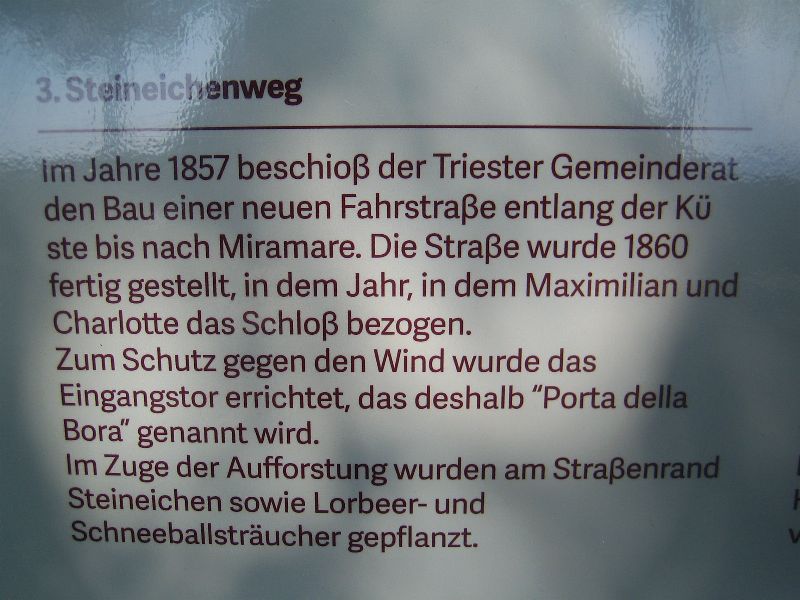 3. Steineichenweg
Im Jahre 1857 beschioß der Triester Gemeinderat
den Bau einer neuen Fahrstraße entlang der Kü
ste bis nach Miramare. Die Straße wurde 1860
fertig gestellt, in dem Jahr, in dem Maximilian und
Charlotte das Schloß bezogen.
Zum Schutz gegen den Wind wurde das
Eingangstor errichtet, das deshalb "Porta della
Bora" genannt wird.
Im Zuge der Aufforstung wurden am Straßenrand
Steineichen sowie Lorbeer- und
Schneeballsträucher gepflanzt.